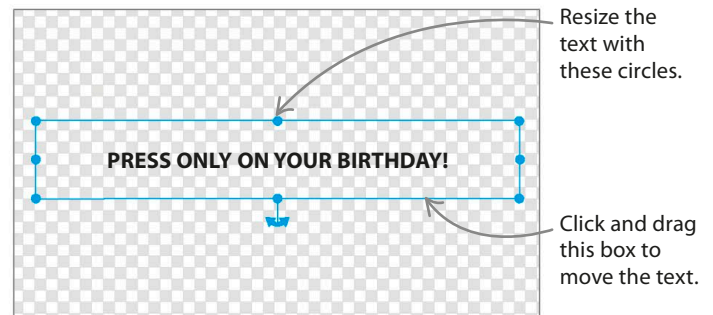 Resize the
text with
these circles.
PRESS ONLY ON YOUR BIRTHDAY!
Click and drag
this box to
move the text.